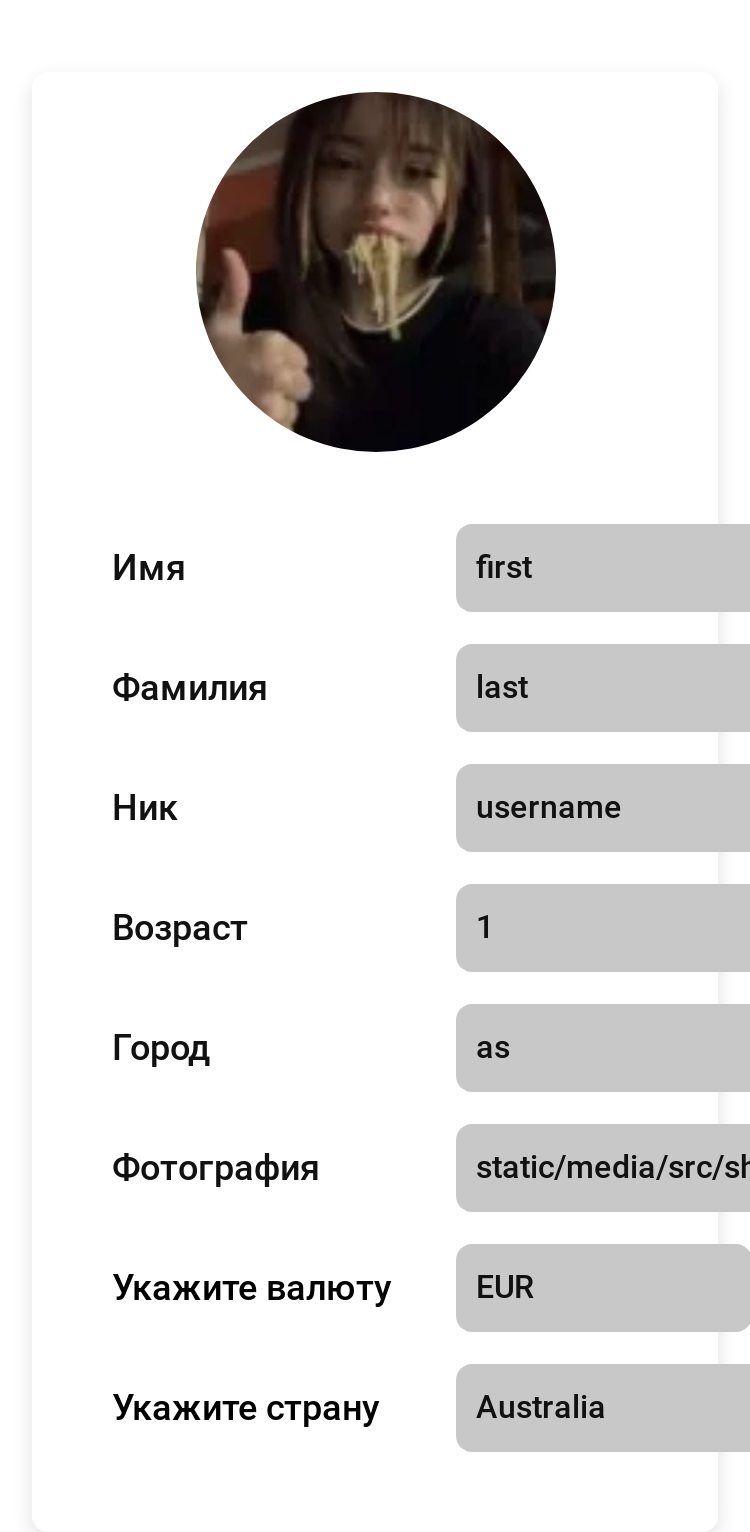 Имя
first
Фамилия
last
Ник
username
Возраст
1
Город
as
Фотография
static/media/src/sh
Укажите валюту
EUR
Укажите страну
Australia